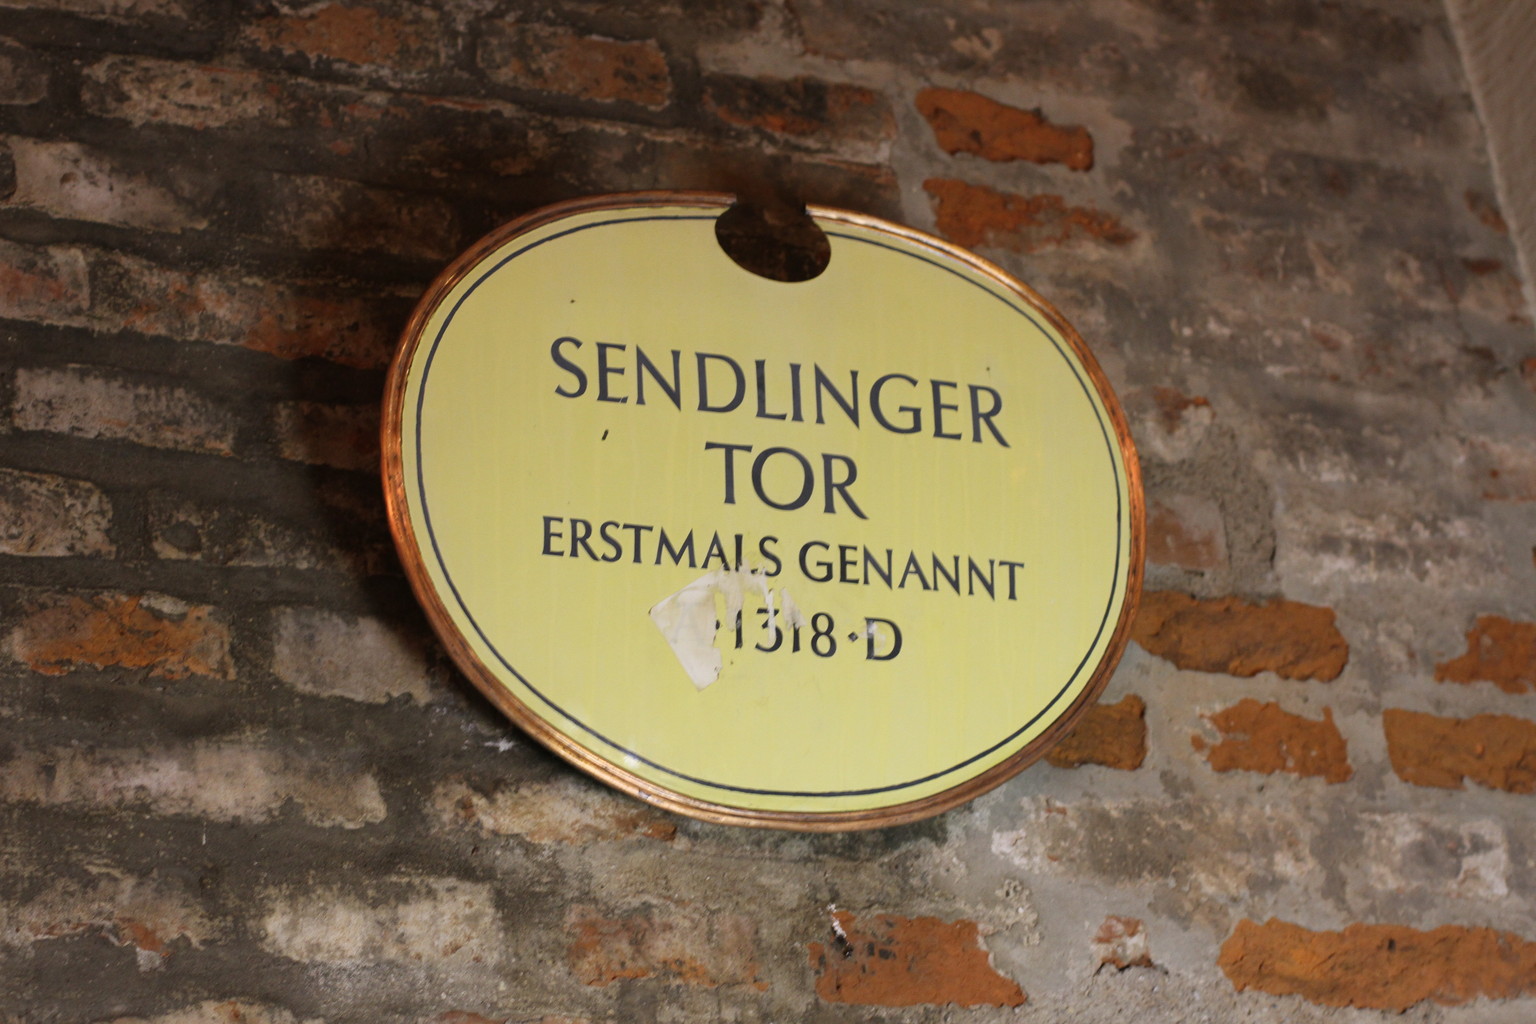 SENDLINGER
TOR
ERSTMALS GENANNT
·1318·D